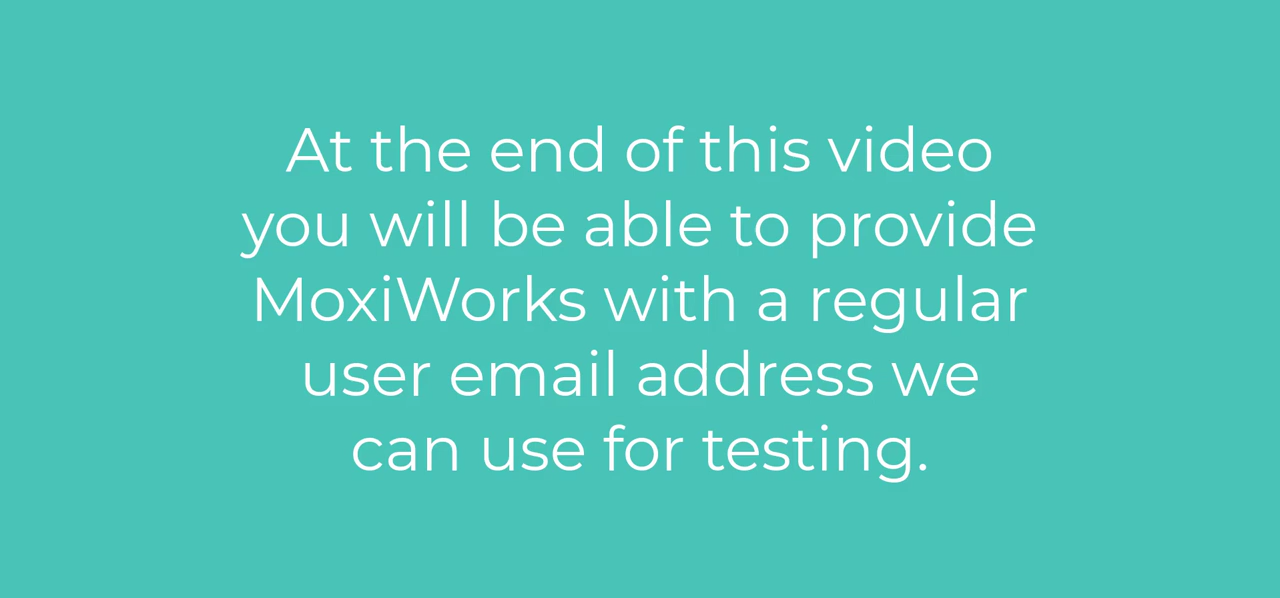 At the end of this video
you will be able to provide
MoxiWorks with a regular
user email address we
can use for testing.